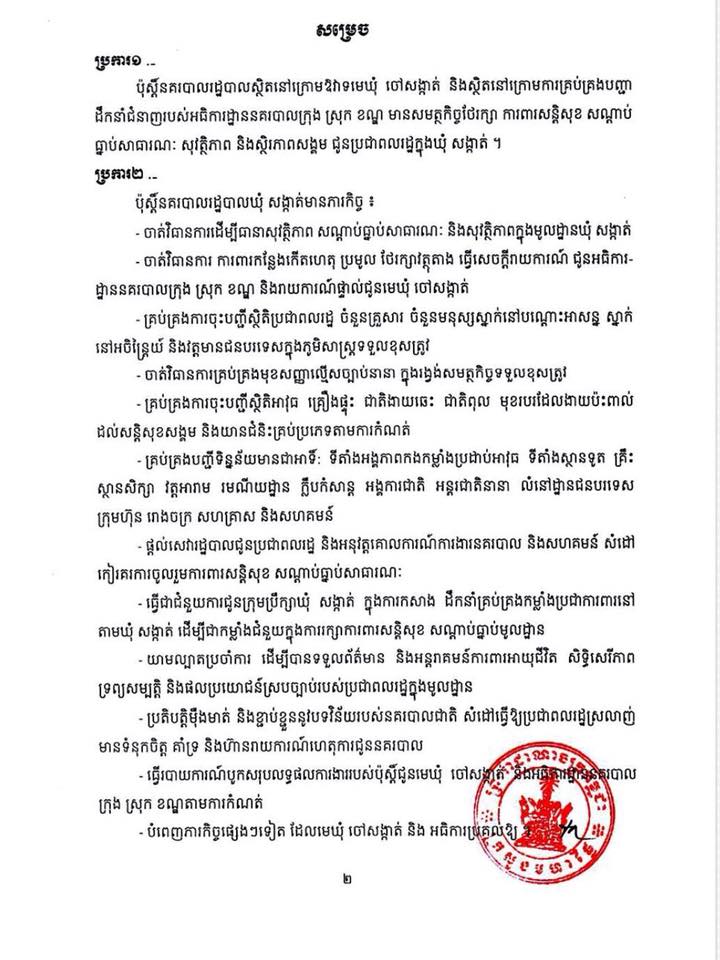 សម្រេច
ប្រការ១ ._
ប៉ុស្តិ៍នគរបាលរដ្ឋបាលស្ថិតនៅក្រោមឱវាទមេឃុំ ចៅសង្កាត់ និងស្ថិតនៅក្រោមការគ្រប់គ្រងបញ្ជា
ដឹកនាំជំនាញរបស់អធិការដ្ឋាននគរបាលក្រុង ស្រុក ខណ្ឌ មានសមត្ថកិច្ចថែរក្សា ការពារសន្តិសុខ សណ្តាប់
ធ្នាប់សាធារណៈ សុវត្ថិភាព និងស្ថិរភាពសង្គម ជូនប្រជាពលរដ្ឋក្នុងឃុំ សង្កាត់ ។
ប្រការ២ ._
ប៉ុស្តិ៍នគរបាលរដ្ឋបាលឃុំ សង្កាត់មានភារកិច្ច ៖
- ចាត់វិធានការដើម្បីធានាសុវត្ថិភាព សណ្តាប់ធ្នាប់សាធារណៈ និងសុវត្ថិភាពក្នុងមូលដ្ឋានឃុំ សង្កាត់
- ចាត់វិធានការ ការពារកន្លែងកើតហេតុ ប្រមូល ថែរក្សាវត្ថុតាង ធ្វើសេចក្តីរាយការណ៍ ជូនអធិការ-
ដ្ឋាននគរបាលក្រុង ស្រុក ខណ្ឌ និងរាយការណ៍ផ្ទាល់ជូនមេឃុំ ចៅសង្កាត់
- គ្រប់គ្រងការចុះបញ្ជីស្ថិតិប្រជាពលរដ្ឋ ចំនួនគ្រួសារ ចំនួនមនុស្សស្នាក់នៅបណ្តោះអាសន្ន ស្នាក់
នៅអចិន្ត្រៃយ៍ និងវត្តមានជនបរទេសក្នុងភូមិសាស្ត្រទទួលខុសត្រូវ
- ចាត់វិធានការគ្រប់គ្រងមុខសញ្ញាល្មើសច្បាប់នានា ក្នុងរង្វង់សមត្ថកិច្ចទទួលខុសត្រូវ
- គ្រប់គ្រងការចុះបញ្ជីស្ថិតិអាវុធ គ្រឿងផ្ទុះ ជាតិងាយឆេះ ជាតិពុល មុខរបរដែលងាយប៉ះពាល់
ដល់សន្តិសុខសង្គម និងយានជំនិះគ្រប់ប្រភេទតាមការកំណត់
- គ្រប់គ្រងបញ្ជីទិន្នន័យមានជាអាទិ៍: ទីតាំងអង្គភាពកងកម្លាំងប្រដាប់អាវុធ ទីតាំងស្ថានទូត គ្រឹះ
ស្ថានសិក្សា វត្តអារាម រមណីយដ្ឋាន ក្លឹបកំសាន្ត អង្គការជាតិ អន្តរជាតិនានា លំនៅដ្ឋានជនបរទេស
ក្រុមហ៊ុន រោងចក្រ សហគ្រាស និងសហគមន៍
- ផ្តល់សេវារដ្ឋបាលជូនប្រជាពលរដ្ឋ និងអនុវត្តគោលការណ៍ការងារនគរបាល និងសហគមន៍ សំដៅ
កៀរគរការចូលរួមការពារសន្តិសុខ សណ្តាប់ធ្នាប់សាធារណៈ
- ធ្វើជាជំនួយការជូនក្រុមប្រឹក្សាឃុំ សង្កាត់ ក្នុងការកសាង ដឹកនាំគ្រប់គ្រងកម្លាំងប្រជាការពារនៅ
តាមឃុំ សង្កាត់ ដើម្បីជាកម្លាំងជំនួយក្នុងការរក្សាការពារសន្តិសុខ សណ្តាប់ធ្នាប់មូលដ្ឋាន
- យាមល្បាតប្រចាំការ ដើម្បីបានទទួលព័ត៌មាន និងអន្តរាគមន៍ការពារអាយុជីវិត សិទ្ធិសេរីភាព
ទ្រព្យសម្បត្តិ និងផលប្រយោជន៍ស្របច្បាប់របស់ប្រជាពលរដ្ឋក្នុងមូលដ្ឋាន
- ប្រតិបត្តិម៉ឺងមាត់ និងខ្ជាប់ខ្ជួននូវបទវិន័យរបស់នគរបាលជាតិ សំដៅធ្វើឱ្យប្រជាពលរដ្ឋស្រលាញ់
មានទំនុកចិត្ត គាំទ្រ និងហ៊ានរាយការណ៍ហេតុការជូននគរបាល
- ធ្វើរបាយការណ៍បូកសរុបលទ្ធផលការងាររបស់ប៉ុស្តិ៍ជូនមេឃុំ ចៅសង្កាត់ និងអធិការដ្ឋាននគរបាល
ក្រុង ស្រុក ខណ្ឌតាមការកំណត់
- បំពេញភារកិច្ចផ្សេងៗទៀត ដែលមេឃុំ ចៅសង្កាត់ និង អធិការប្រគល់ឱ្យ
២